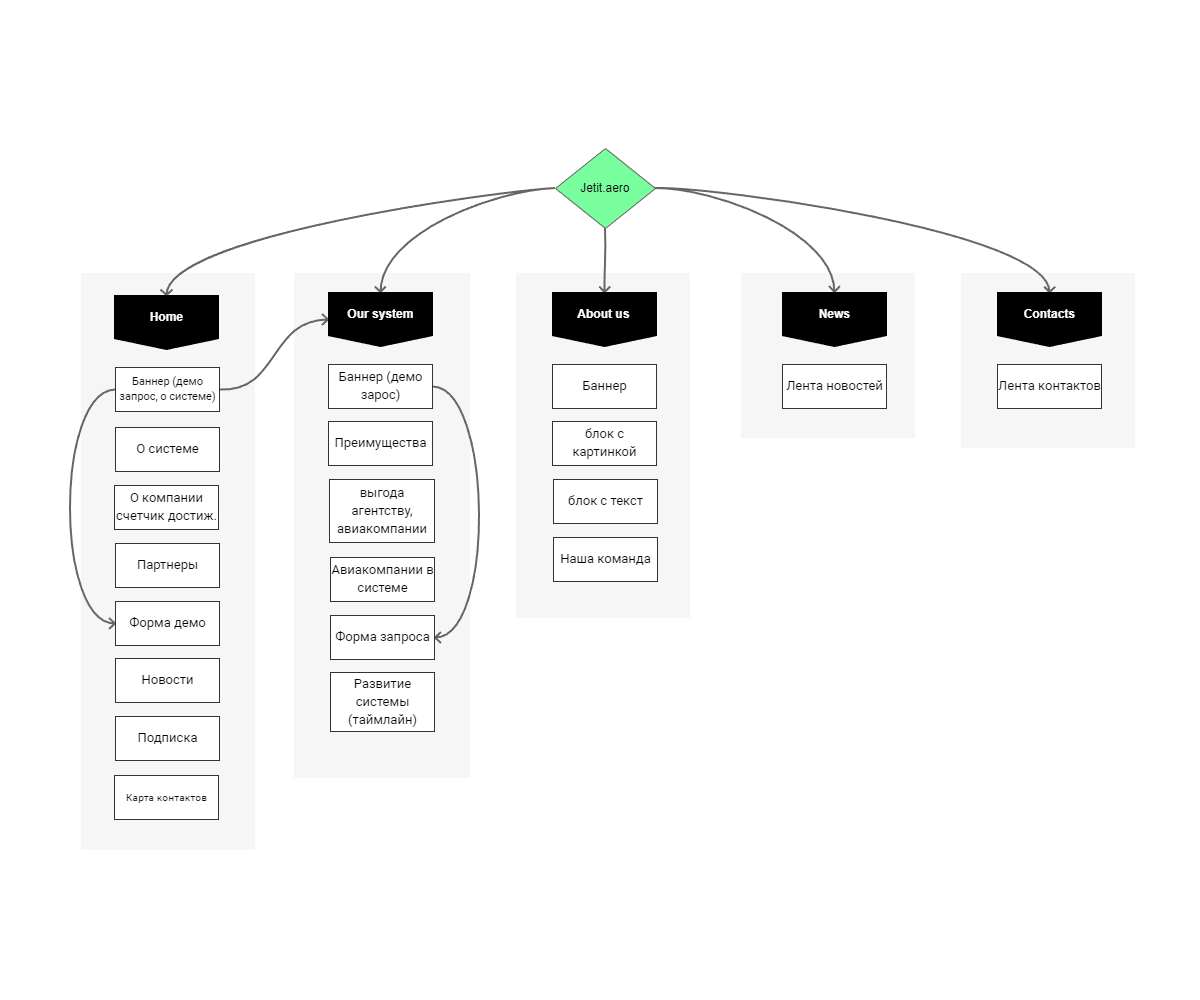 Jetit.aero
Home
Баннер (демо
запрос, о системе)
О системе
О компании
счетчик достиж.
Партнеры
Форма демо
Новости
Подписка
Карта контактов
Our system
Баннер (демо
зарос)
Преимущества
выгода
агентству,
авиакомпании
Авиакомпании в
системе
Форма запроса
Развитие
системы
(таймлайн)
About us
Баннер
блок с
картинкой
блок с текст
Наша команда
News
Лента новостей
Contacts
Лента контактов